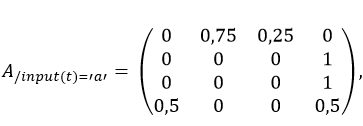 0 0,75 0,25 0
A/input(t)=′a′ = 0 0 0 1
0 0 0 1
0,5 0 0 0,5 ,